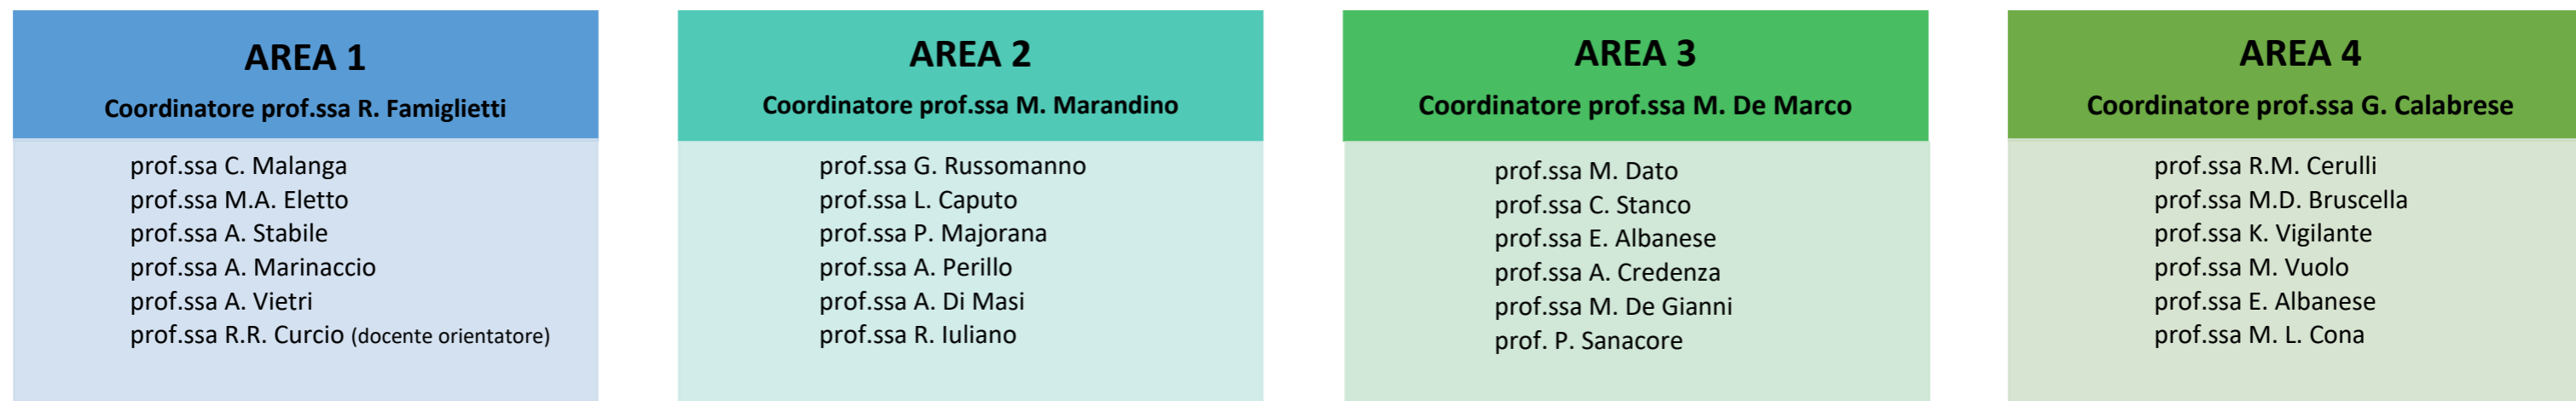 AREA 1
Coordinatore prof.ssa R. Famiglietti
prof.ssa C. Malanga
prof.ssa M.A. Eletto
prof.ssa A. Stabile
prof.ssa A. Marinaccio
prof.ssa A. Vietri
prof.ssa R.R. Curcio (docente orientatore)
AREA 2
Coordinatore prof.ssa M. Marandino
prof.ssa G. Russomanno
prof.ssa L. Caputo
prof.ssa P. Majorana
prof.ssa A. Perillo
prof.ssa A. Di Masi
prof.ssa R. Iuliano
AREA 3
Coordinatore prof.ssa M. De Marco
prof.ssa M. Dato
prof.ssa C. Stanco
prof.ssa E. Albanese
prof.ssa A. Credenza
prof.ssa M. De Gianni
prof. P. Sanacore
AREA 4
Coordinatore prof.ssa G. Calabrese
prof.ssa R.M. Cerulli
prof.ssa M.D. Bruscella
prof.ssa K. Vigilante
prof.ssa M. Vuolo
prof.ssa E. Albanese
prof.ssa M. L. Cona